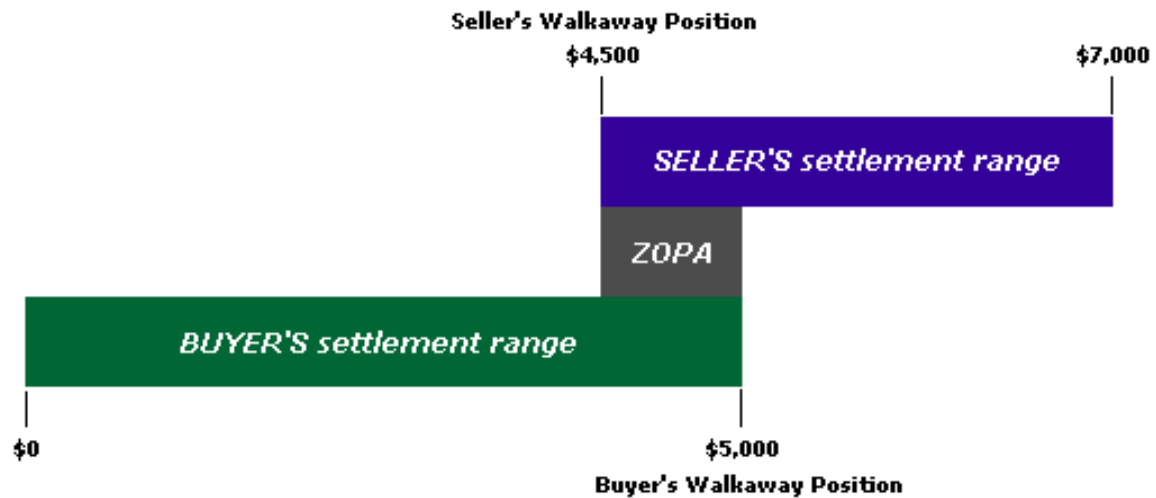 Seller's Walkaway Position
$4,500
$7,000
SELLER'S settlement range
ZOPA
BUYER'S settlement range
$0
$5,000
Buyer's Walkaway Position